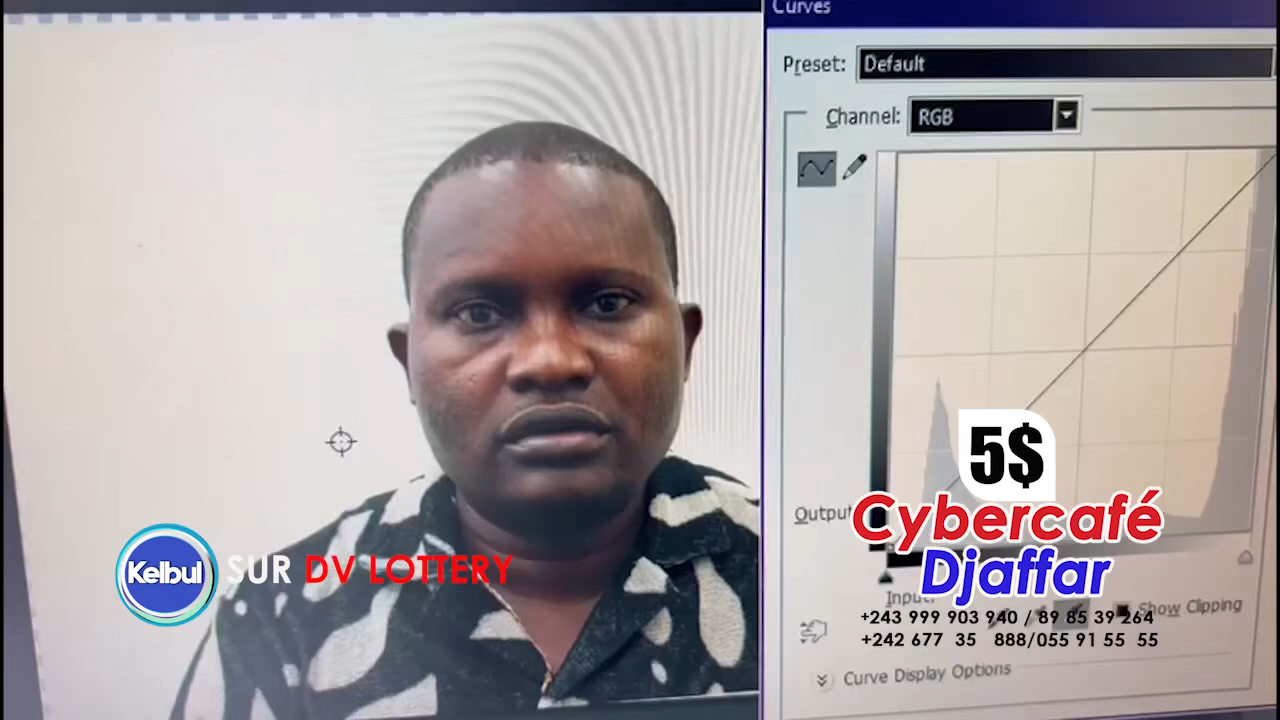 Curves
Preset: Default
Channel: RGB
5$
Output
Cybercafé
Djaffar
Kelbul SUR DV LOTTERY
Input:
Show Clipping
+243 999 903 940 / 89 85 39 264
+242 677 35 888/055 91 55 55
Curve Display Options